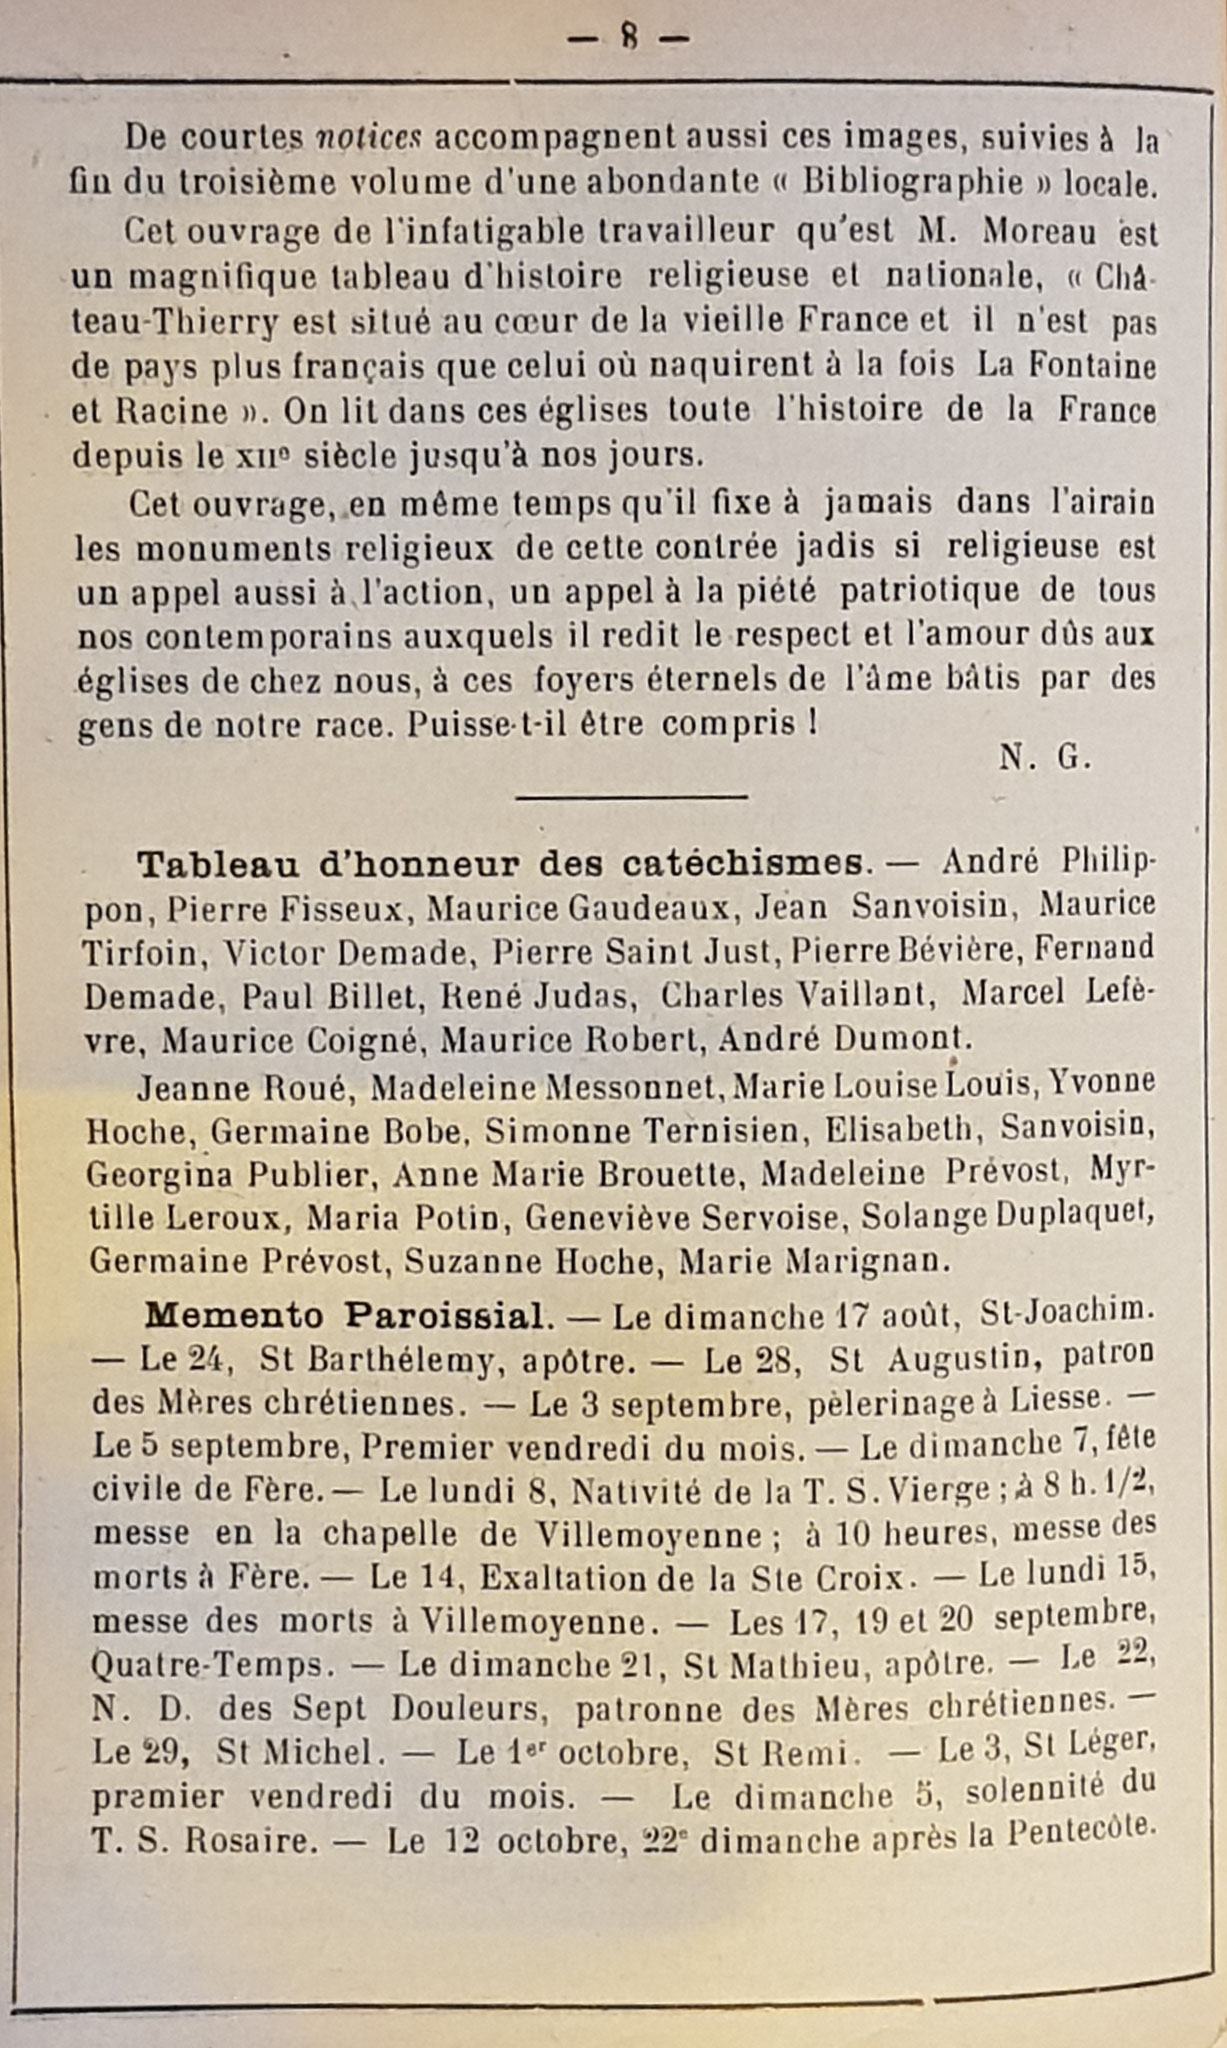 — 8 —
De courtes notices accompagnent aussi ces images, suivies à la
fin du troisième volume d'une abondante « Bibliographie » locale.
Cet ouvrage de l'infatigable travailleur qu'est M. Moreau est
un magnifique tableau d'histoire religieuse et nationale, « Châ-
teau-Thierry est situé au cœur de la vieille France et il n'est pas
de pays plus français que celui où naquirent à la fois La Fontaine
et Racine ». On lit dans ces églises toute l'histoire de la France
depuis le XIIe siècle jusqu'à nos jours.
Cet ouvrage, en même temps qu'il fixe à jamais dans l'airain
les monuments religieux de cette contrée jadis si religieuse est
un appel aussi à l'action, un appel à la piété patriotique de tous
nos contemporains auxquels il redit le respect et l'amour dûs aux
églises de chez nous, à ces foyers éternels de l'âme bâtis par des
gens de notre race. Puisse-t-il être compris !
N. G.
Tableau d'honneur des catéchismes. — André Philip-
pon, Pierre Fisseux, Maurice Gaudeaux, Jean Sanvoisin, Maurice
Tirfoin, Victor Demade, Pierre Saint Just, Pierre Bévière, Fernand
Demade, Paul Billet, René Judas, Charles Vaillant, Marcel Lefè-
vre, Maurice Coigné, Maurice Robert, André Dumont.
Jeanne Roué, Madeleine Messonnet, Marie Louise Louis, Yvonne
Hoche, Germaine Bobe, Simonne Ternisien, Elisabeth, Sanvoisin,
Georgina Publier, Anne Marie Brouette, Madeleine Prévost, Myr-
tille Leroux, Maria Potin, Geneviève Servoise, Solange Duplaquet,
Germaine Prévost, Suzanne Hoche, Marie Marignan.
Memento Paroissial. — Le dimanche 17 août, St-Joachim.
— Le 24, St Barthélemy, apôtre. — Le 28, St Augustin, patron
des Mères chrétiennes. — Le 3 septembre, pèlerinage à Liesse. —
Le 5 septembre, Premier vendredi du mois. — Le dimanche 7, fête
civile de Fère. — Le lundi 8, Nativité de la T. S. Vierge ; à 8 h. 1/2,
messe en la chapelle de Villemoyenne ; à 10 heures, messe des
morts à Fère. — Le 14, Exaltation de la Ste Croix. — Le lundi 15,
messe des morts à Villemoyenne. — Les 17, 19 et 20 septembre,
Quatre-Temps. — Le dimanche 21, St Mathieu, apôtre. — Le 22,
N. D. des Sept Douleurs, patronne des Mères chrétiennes. —
Le 29, St Michel. — Le 1er octobre, St Remi. — Le 3, St Léger,
premier vendredi du mois. — Le dimanche 5, solennité du
T. S. Rosaire. — Le 12 octobre, 22e dimanche après la Pentecôte.